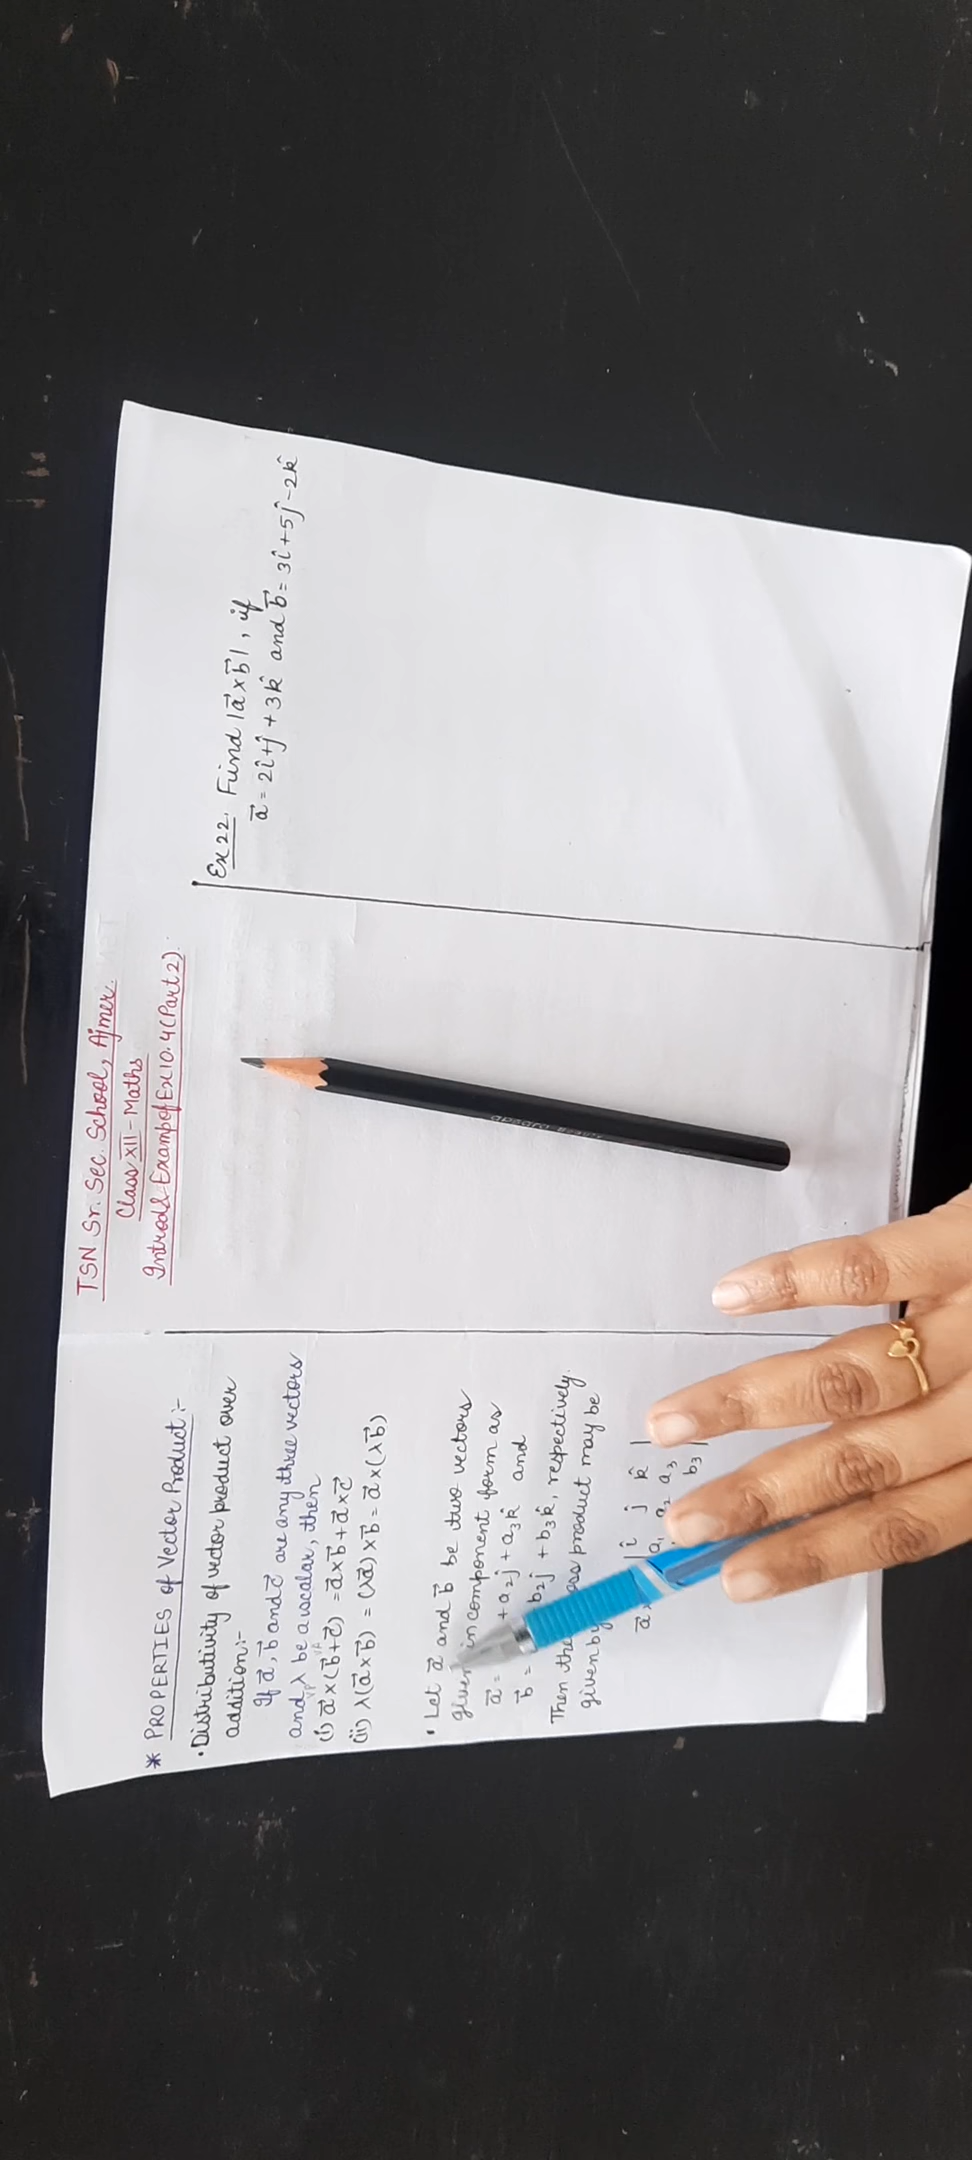 TSN Sr. Sec. School, Ajmer.
Class XII - Maths
Introd & Examp of Ex 10.4 (Part 2).
* PROPERTIES of Vector Product :-
• Distributivity of vector product over
addition :-
If a⃗, b⃗ and c⃗ are any three vectors
and λ be a scalar, then
(i) a⃗ × (b⃗ + c⃗) = a⃗ × b⃗ + a⃗ × c⃗
(ii) λ(a⃗ × b⃗) = (λa⃗) × b⃗ = a⃗ × (λb⃗)
• Let a⃗ and b⃗ be two vectors
given in component form as
a⃗ = + a₂ĵ + a₃k̂ and
b⃗ = b₂ĵ + b₃k̂, respectively.
Then the product may be
given by
a⃗ | î ĵ k̂ |
a₁ a₂ a₃
b₃ |
Ex 22. Find |a⃗ × b⃗|, if
a⃗ = 2î + ĵ + 3k̂ and b⃗ = 3î + 5ĵ - 2k̂